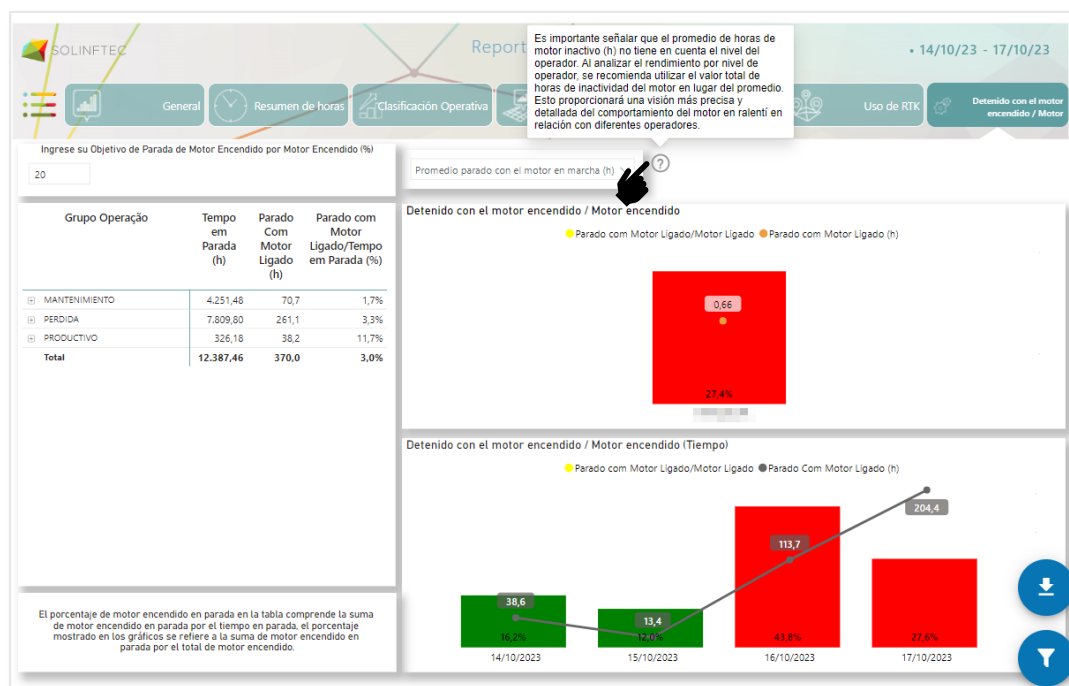 SOLINFTEC
Report
• 14/10/23 - 17/10/23
Es importante señalar que el promedio de horas de
motor inactivo (h) no tiene en cuenta el nivel del
operador. Al analizar el rendimiento por nivel de
operador, se recomienda utilizar el valor total de
horas de inactividad del motor en lugar del promedio.
Esto proporcionará una visión más precisa y
detallada del comportamiento del motor en ralentí en
relación con diferentes operadores.
General
Resumen de horas
Clasificación Operativa
Uso de RTK
Detenido con el motor
encendido / Motor
Ingrese su Objetivo de Parada de Motor Encendido por Motor Encendido (%)
20
Promedio parado con el motor en marcha (h)
?
Grupo Operação Tempo em Parada (h) Parado Com Motor Ligado (h) Parado com Motor Ligado/Tempo em Parada (%)
MANTENIMIENTO 4.251,48 70,7 1,7%
PERDIDA 7.809,80 261,1 3,3%
PRODUCTIVO 326,18 38,2 11,7%
Total 12.387,46 370,0 3,0%
El porcentaje de motor encendido en parada en la tabla comprende la suma
de motor encendido en parada por el tiempo en parada, el porcentaje
mostrado en los gráficos se refiere a la suma de motor encendido en
parada por el total de motor encendido.
Detenido con el motor encendido / Motor encendido
Parado com Motor Ligado/Motor Ligado Parado com Motor Ligado (h)
0,66
27,4%
Detenido con el motor encendido / Motor encendido (Tiempo)
Parado com Motor Ligado/Motor Ligado Parado Com Motor Ligado (h)
204,4
113,7
38,6
13,4
16,2% 12,0% 43,8% 27,6%
14/10/2023 15/10/2023 16/10/2023 17/10/2023